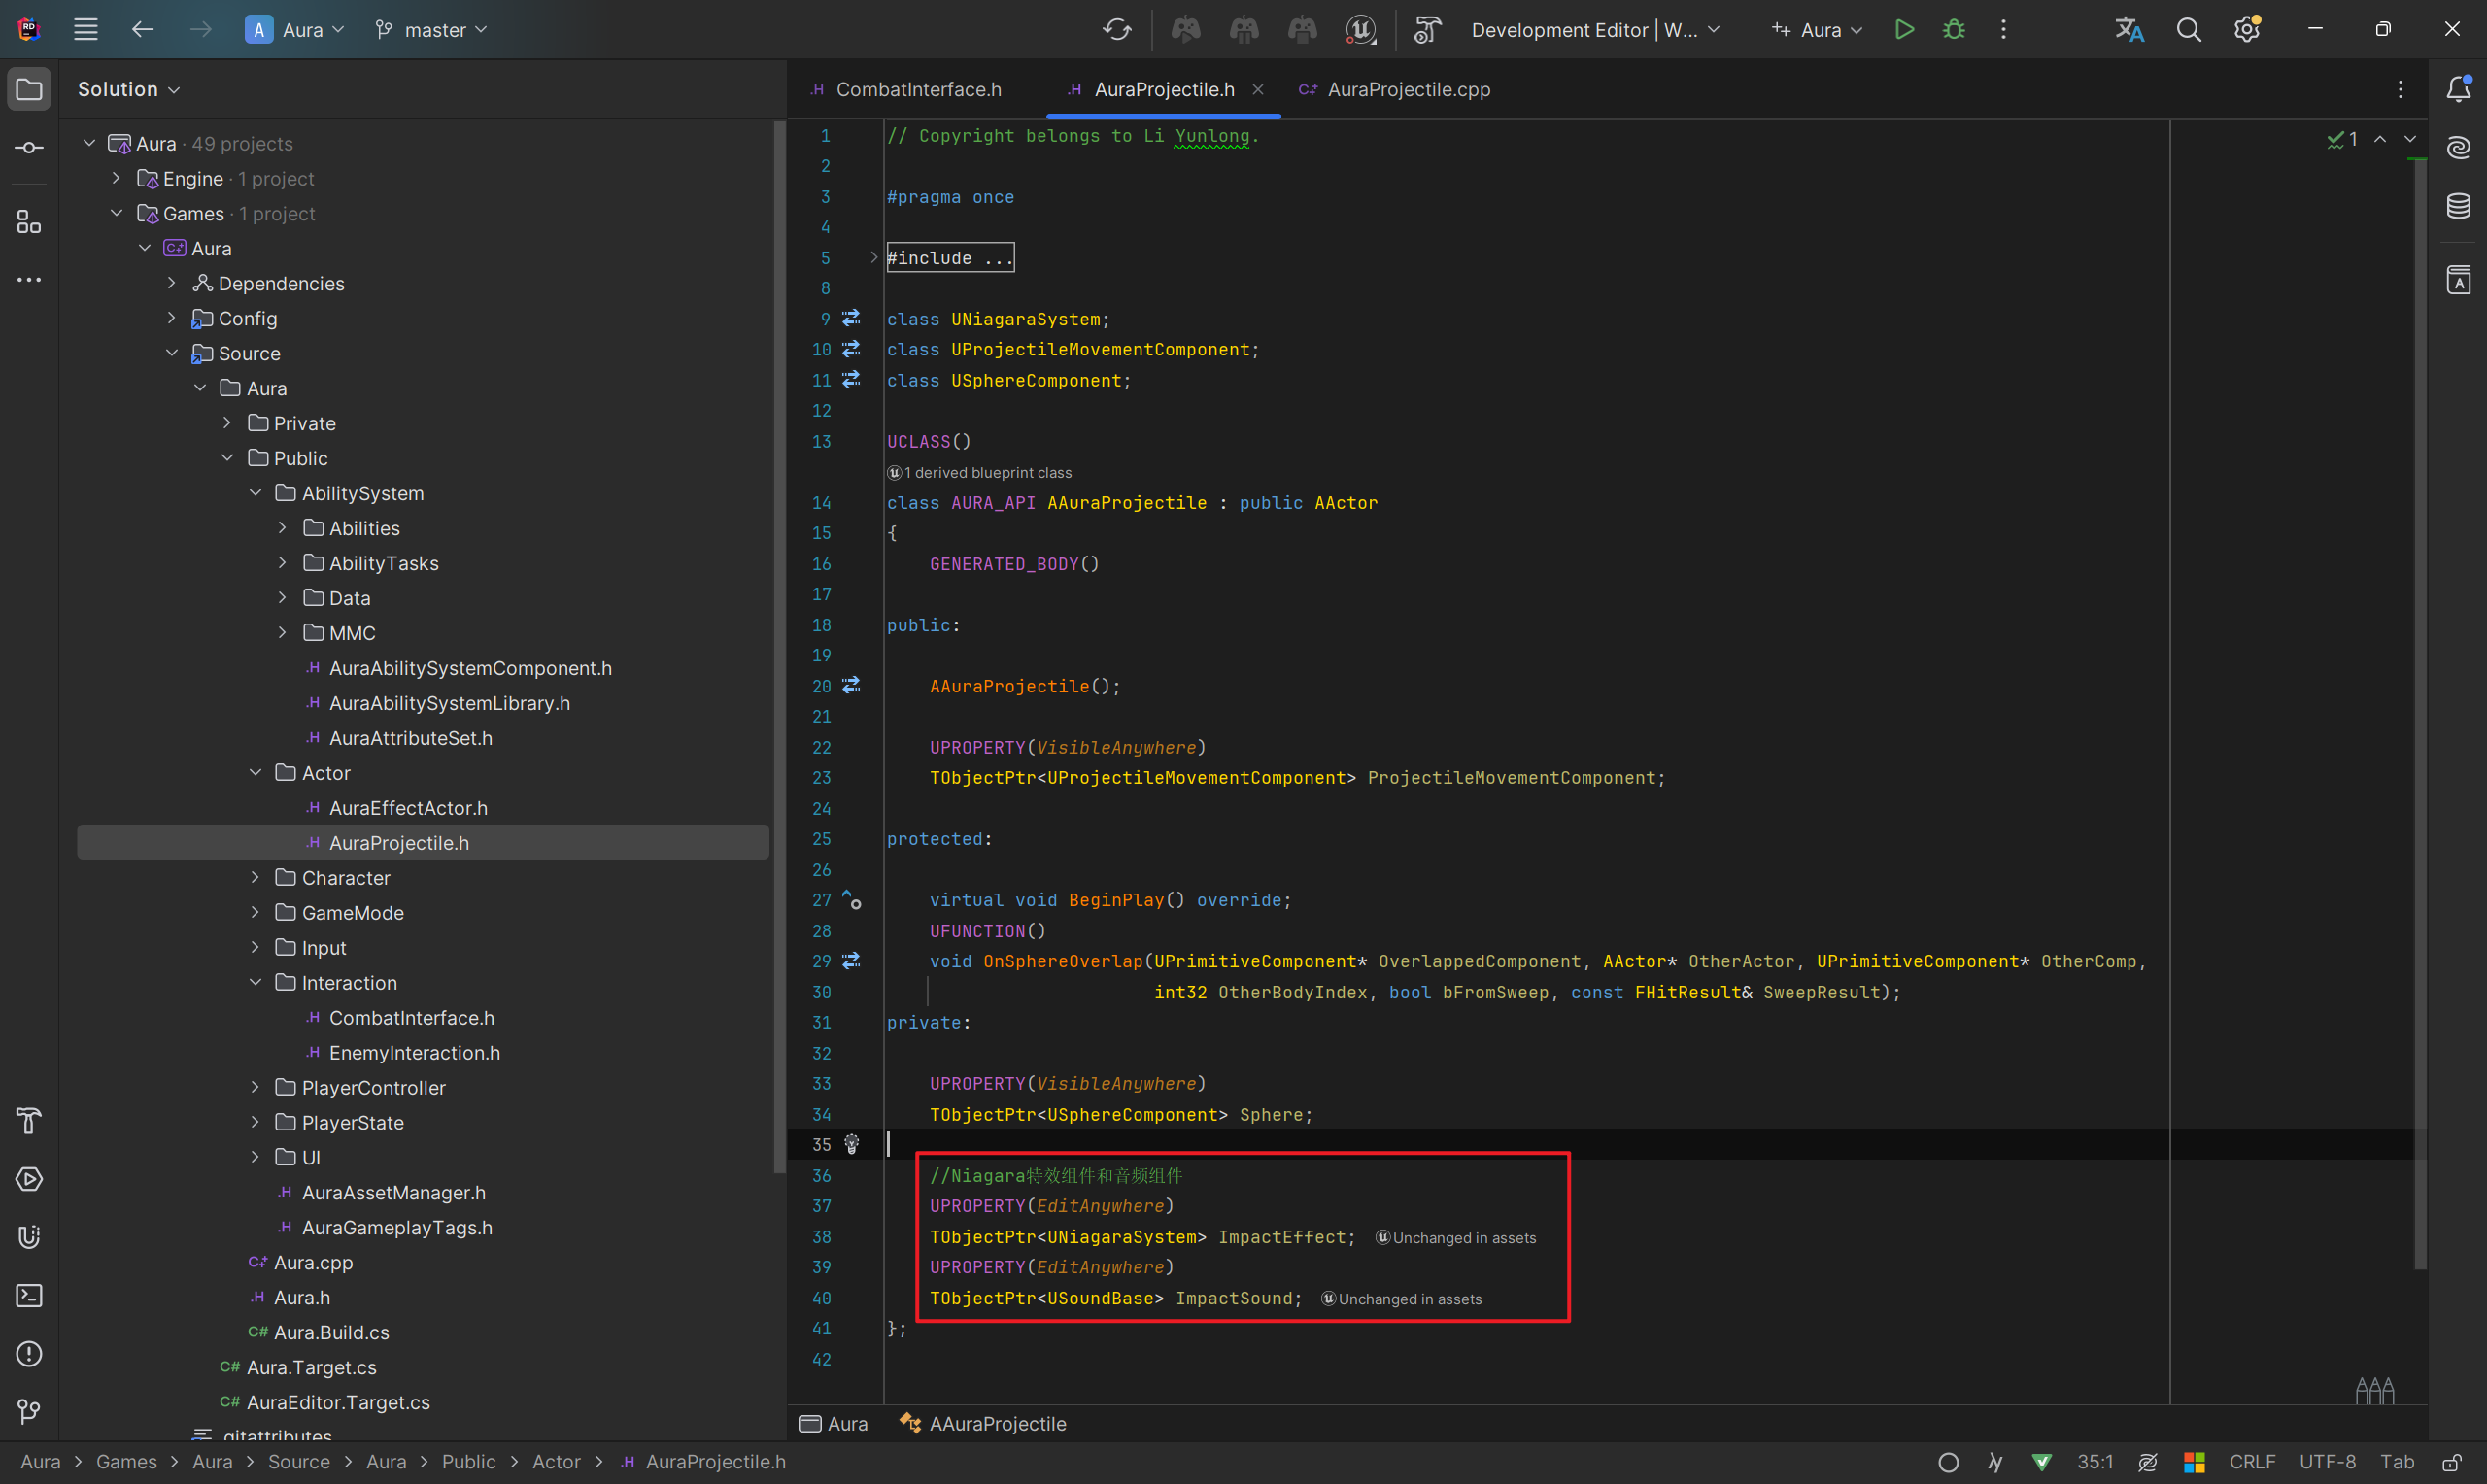 RD
A Aura
master
Development Editor | W...
Aura
Solution
CombatInterface.h
AuraProjectile.h
AuraProjectile.cpp
Aura · 49 projects
Engine · 1 project
Games · 1 project
Aura
Dependencies
Config
Source
Aura
Private
Public
AbilitySystem
Abilities
AbilityTasks
Data
MMC
.H AuraAbilitySystemComponent.h
.H AuraAbilitySystemLibrary.h
.H AuraAttributeSet.h
Actor
.H AuraEffectActor.h
.H AuraProjectile.h
Character
GameMode
Input
Interaction
.H CombatInterface.h
.H EnemyInteraction.h
PlayerController
PlayerState
UI
.H AuraAssetManager.h
.H AuraGameplayTags.h
C+ Aura.cpp
.H Aura.h
C# Aura.Build.cs
C# Aura.Target.cs
C# AuraEditor.Target.cs
.gitattributes
1 // Copyright belongs to Li Yunlong.
1
2
3 #pragma once
4
5 #include ...
8
9 class UNiagaraSystem;
10 class UProjectileMovementComponent;
11 class USphereComponent;
12
13 UCLASS()
1 derived blueprint class
14 class AURA_API AAuraProjectile : public AActor
15 {
16 GENERATED_BODY()
17
18 public:
19
20 AAuraProjectile();
21
22 UPROPERTY(VisibleAnywhere)
23 TObjectPtr<UProjectileMovementComponent> ProjectileMovementComponent;
24
25 protected:
26
27 virtual void BeginPlay() override;
28 UFUNCTION()
29 void OnSphereOverlap(UPrimitiveComponent* OverlappedComponent, AActor* OtherActor, UPrimitiveComponent* OtherComp,
30 int32 OtherBodyIndex, bool bFromSweep, const FHitResult& SweepResult);
31 private:
32
33 UPROPERTY(VisibleAnywhere)
34 TObjectPtr<USphereComponent> Sphere;
35
36 //Niagara特效组件和音频组件
37 UPROPERTY(EditAnywhere)
38 TObjectPtr<UNiagaraSystem> ImpactEffect; Unchanged in assets
39 UPROPERTY(EditAnywhere)
40 TObjectPtr<USoundBase> ImpactSound; Unchanged in assets
41 };
42
Aura AAuraProjectile
Aura > Games > Aura > Source > Aura > Public > Actor > .H AuraProjectile.h
35:1 CRLF UTF-8 Tab